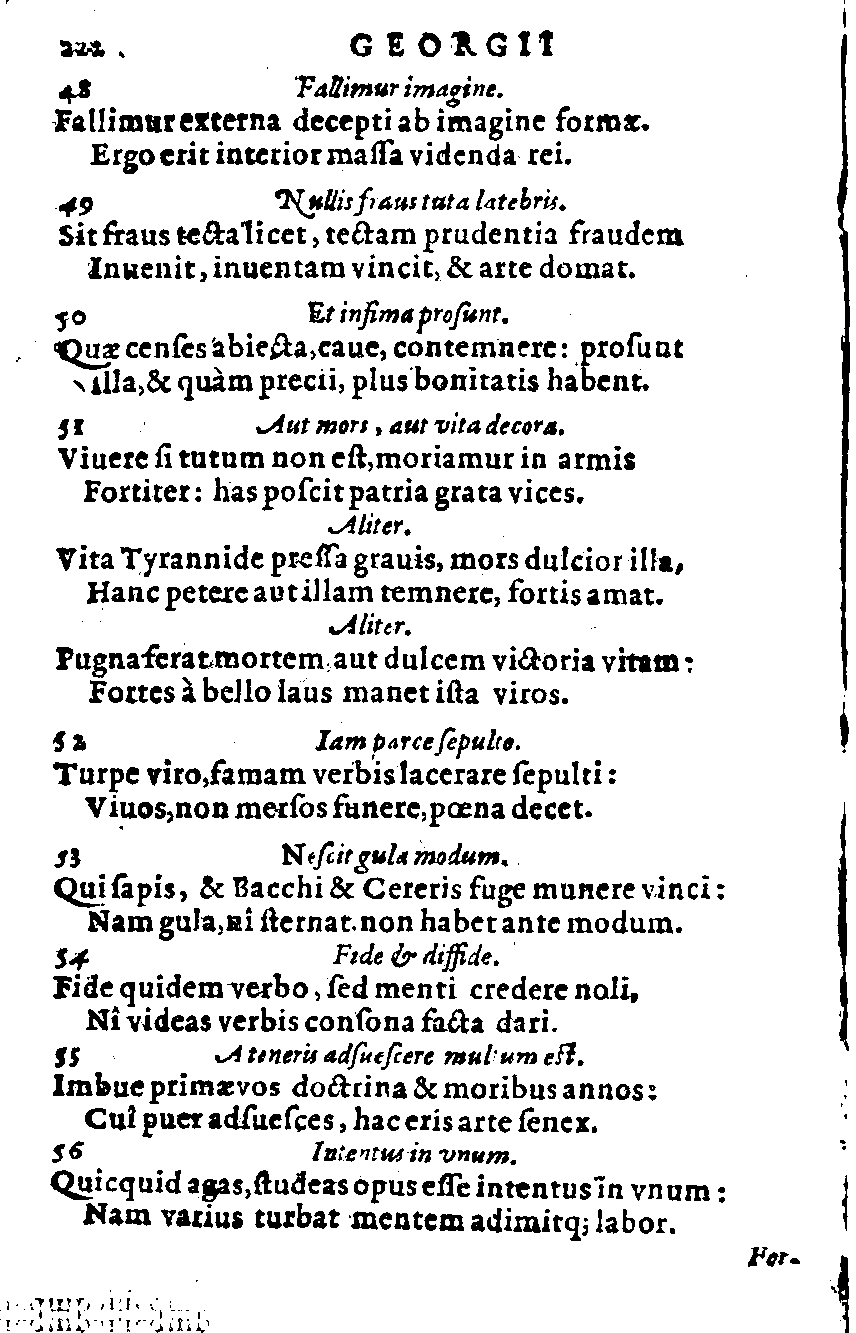 222.
GEORGII
48
Fallimur imagine.
Fallimur externa decepti ab imagine formæ.
Ergo erit interior maſſa videnda rei.
49
Nullis fraus tuta latebris.
Sit fraus tecta licet, tectam prudentia fraudem
Inuenit, inuentam vincit, & arte domat.
50
Et infima proſunt.
Quæ cenſes abiecta, caue, contemnere: proſunt
illa, & quàm precii, plus bonitatis habent.
51
Aut mors, aut vita decora.
Viuere ſi tutum non eſt, moriamur in armis
Fortiter: has poſcit patria grata vices.
Aliter.
Vita Tyrannide preſſa grauis, mors dulcior illa,
Hanc petere aut illam temnere, fortis amat.
Aliter.
Pugna ferat mortem aut dulcem victoria vitam:
Fortes à bello laus manet iſta viros.
52
Iam parce ſepulto.
Turpe viro, famam verbis lacerare ſepulti:
Viuos, non merſos funere, pœna decet.
53
Neſcit gula modum.
Qui ſapis, & Bacchi & Cereris fuge munere vinci:
Nam gula, nî ſternat, non habet ante modum.
54
Fide & diffide.
Fide quidem verbo, ſed menti credere noli,
Nî videas verbis conſona facta dari.
55
A teneris adſueſcere multum eſt.
Imbue primævos doctrina & moribus annos:
Cuî puer adſueſces, hac eris arte ſenex.
56
Intentus in vnum.
Quicquid agas, ſtudeas opus eſſe intentus in vnum:
Nam varius turbat mentem adimitq; labor.
For-